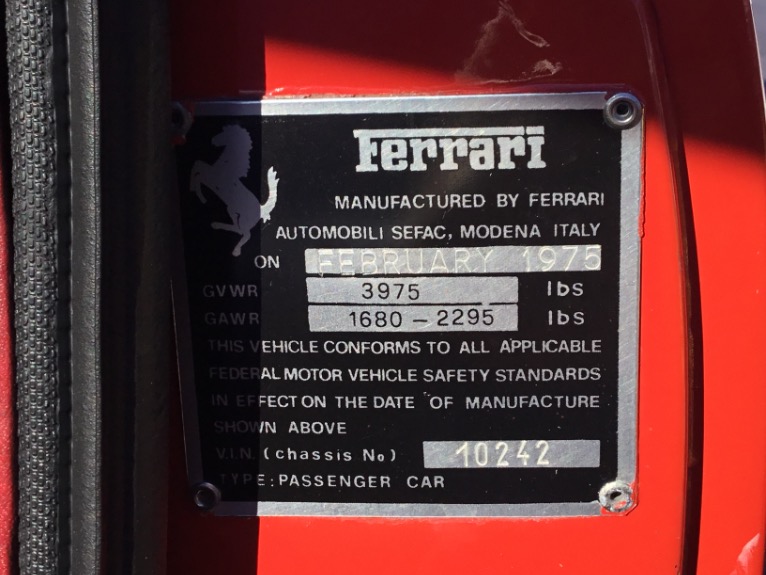 Ferrari
MANUFACTURED BY FERRARI
AUTOMOBILI SEFAC, MODENA ITALY
ON FEBRUARY 1975
GVWR 3975 lbs
GAWR 1680-2295 lbs
THIS VEHICLE CONFORMS TO ALL APPLICABLE
FEDERAL MOTOR VEHICLE SAFETY STANDARDS
IN EFFECT ON THE DATE OF MANUFACTURE
SHOWN ABOVE
V.I.N. (chassis No) 10242
TYPE: PASSENGER CAR